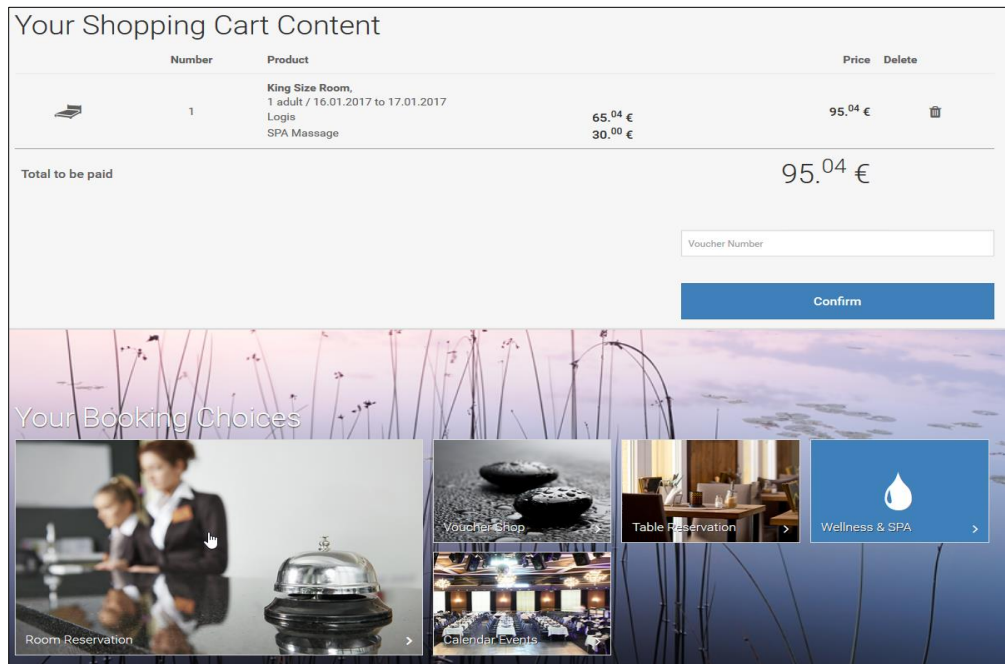 Your Shopping Cart Content
Number Product Price Delete
King Size Room,
1 1 adult / 16.01.2017 to 17.01.2017 95.04 €
Logis 65.04 €
SPA Massage 30.00 €
Total to be paid 95.04 €
Voucher Number
Confirm
Your Booking Choices
Voucher Shop
Table Reservation
Wellness & SPA
Room Reservation
Calendar Events